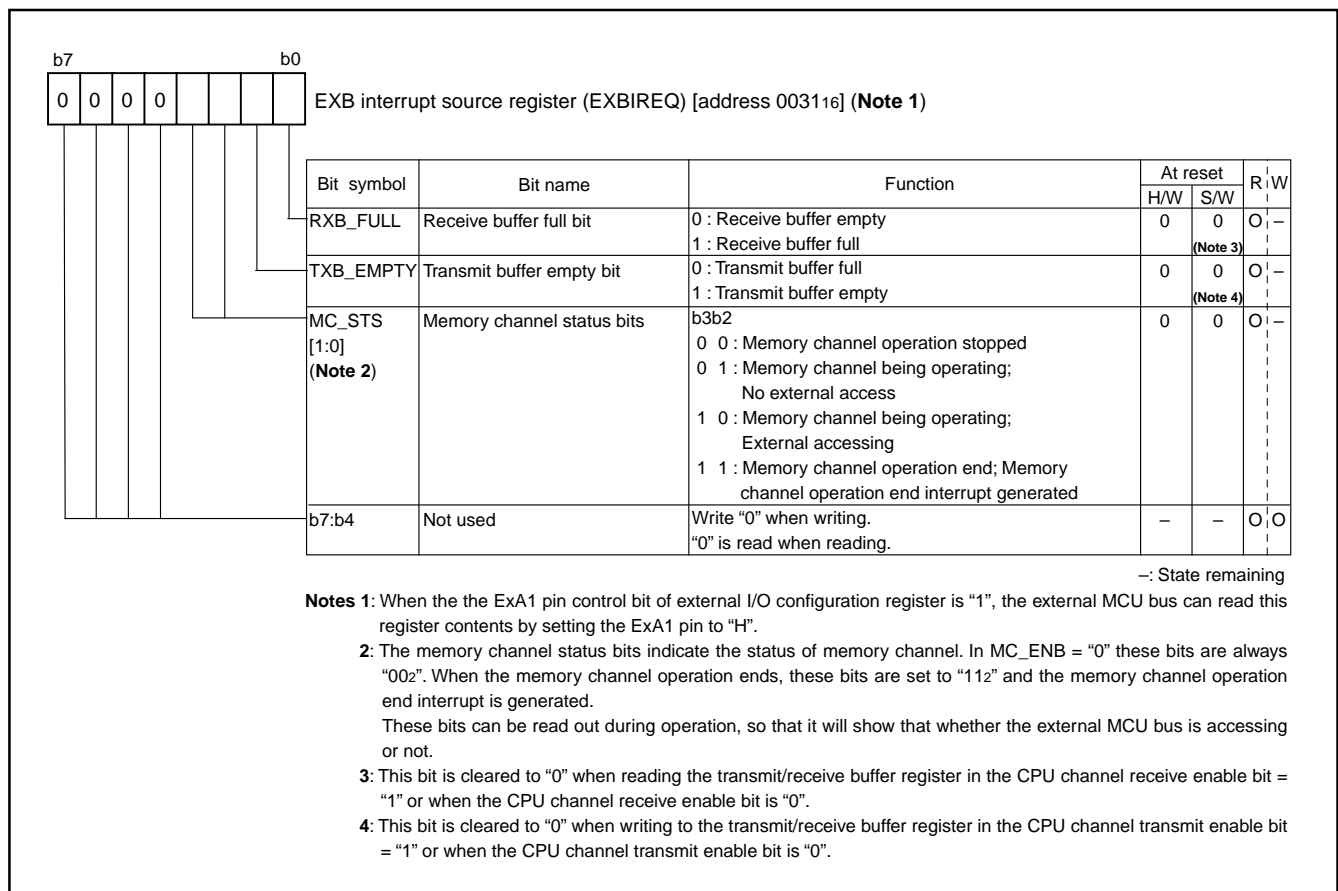 b7 b0
0 0 0 0
EXB interrupt source register (EXBIREQ) [address 003116] (Note 1)
Bit symbol Bit name Function At reset R W
H/W S/W
RXB_FULL Receive buffer full bit 0 : Receive buffer empty 0 0 O –
1 : Receive buffer full (Note 3)
TXB_EMPTY Transmit buffer empty bit 0 : Transmit buffer full 0 0 O –
1 : Transmit buffer empty (Note 4)
MC_STS Memory channel status bits b3b2 0 0 O –
[1:0] 0 0 : Memory channel operation stopped
(Note 2) 0 1 : Memory channel being operating;
No external access
1 0 : Memory channel being operating;
External accessing
1 1 : Memory channel operation end; Memory
channel operation end interrupt generated
b7:b4 Not used Write “0” when writing. – – O O
“0” is read when reading.
–: State remaining
Notes 1: When the the ExA1 pin control bit of external I/O configuration register is “1”, the external MCU bus can read this
register contents by setting the ExA1 pin to “H”.
2: The memory channel status bits indicate the status of memory channel. In MC_ENB = “0” these bits are always
“002”. When the memory channel operation ends, these bits are set to “112” and the memory channel operation
end interrupt is generated.
These bits can be read out during operation, so that it will show that whether the external MCU bus is accessing
or not.
3: This bit is cleared to “0” when reading the transmit/receive buffer register in the CPU channel receive enable bit =
“1” or when the CPU channel receive enable bit is “0”.
4: This bit is cleared to “0” when writing to the transmit/receive buffer register in the CPU channel transmit enable bit
= “1” or when the CPU channel transmit enable bit is “0”.